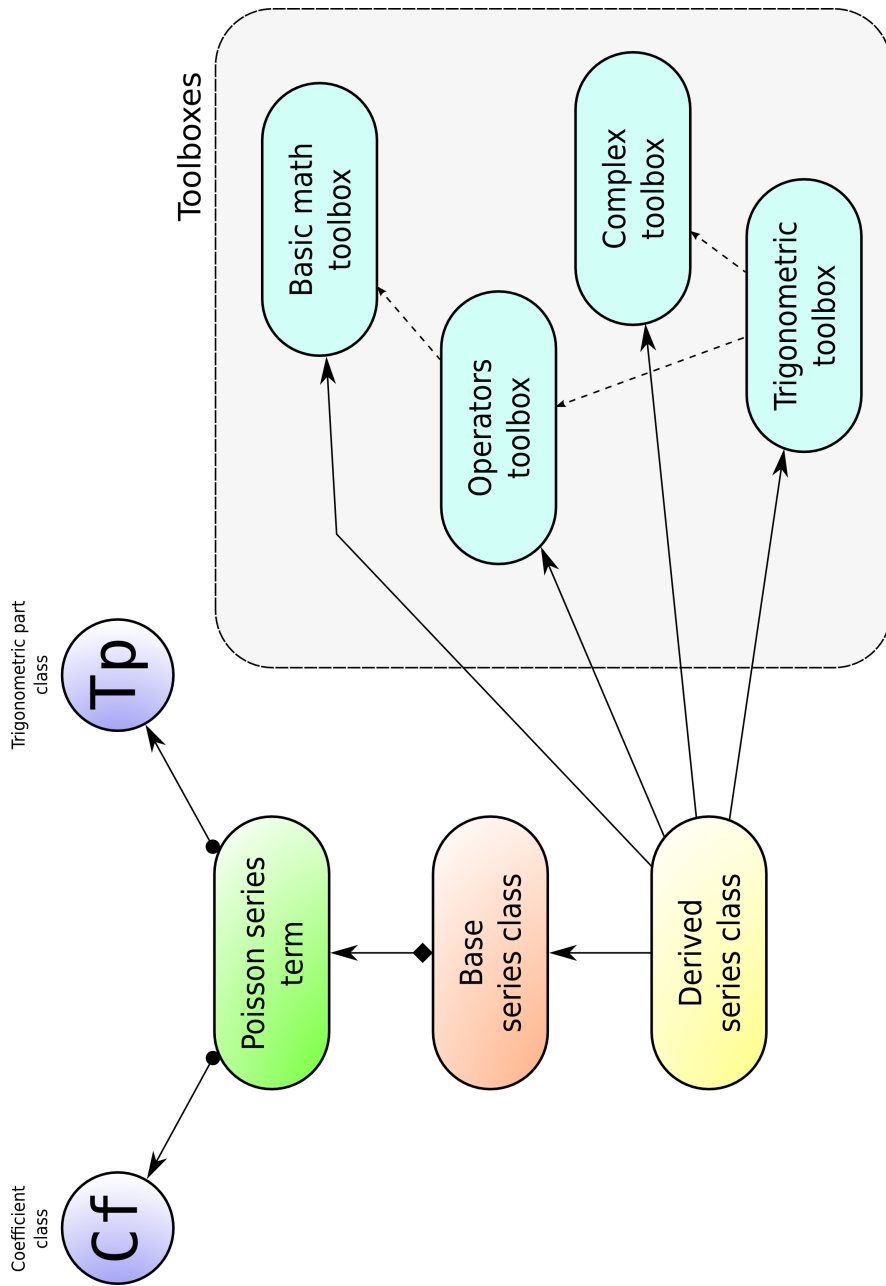 Coefficient
class
Cf
Trigonometric part
class
Tp
Poisson series
term
Base
series class
Derived
series class
Toolboxes
Basic math
toolbox
Operators
toolbox
Complex
toolbox
Trigonometric
toolbox